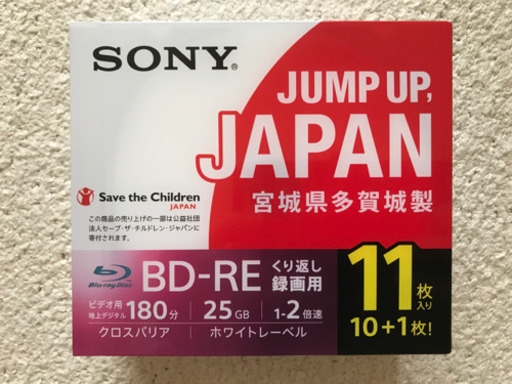 SONY®
JUMP UP,
JAPAN
宮城県多賀城製
Save the Children
JAPAN
この商品の売り上げの一部は公益社団
法人セーブ・ザ・チルドレン・ジャパンに
寄付されます。
Blu-ray Disc
BD-RE
くり返し
録画用
ビデオ用
地上デジタル
180分
25GB
1-2倍速
クロスバリア
ホワイトレーベル
11枚入り
10+1枚!